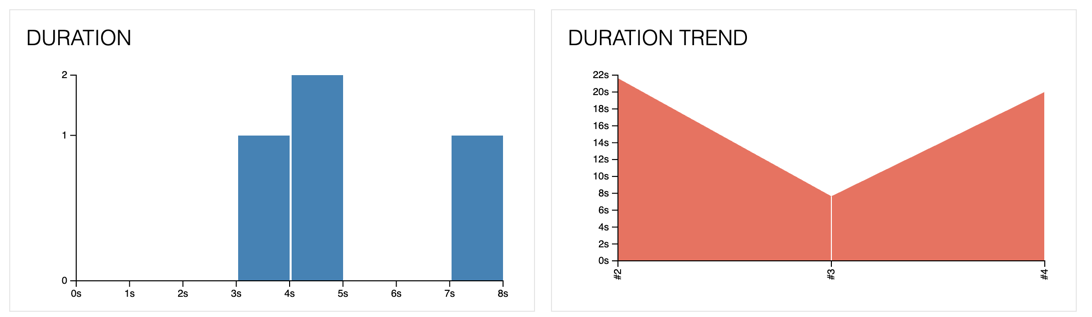 DURATION
2
1
0
0s 1s 2s 3s 4s 5s 6s 7s 8s
DURATION TREND
22s
20s
18s
16s
14s
12s
10s
8s
6s
4s
2s
0s
#2 #3 #4